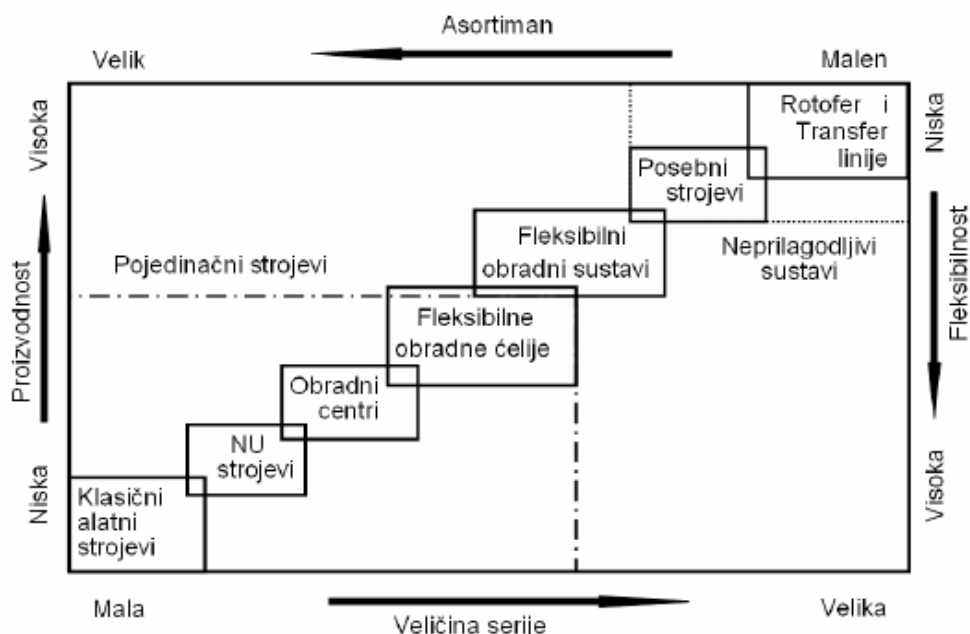 Asortiman
Velik
Malen
Visoka
Proizvodnost
Niska
Niska
Fleksibilnost
Visoka
Rotofer i
Transfer
linije
Posebni
strojevi
Fleksibilni
obradni sustavi
Neprilagodljivi
sustavi
Pojedinačni strojevi
Fleksibilne
obradne ćelije
Obradni
centri
NU
strojevi
Klasični
alatni
strojevi
Mala
Velika
Veličina serije